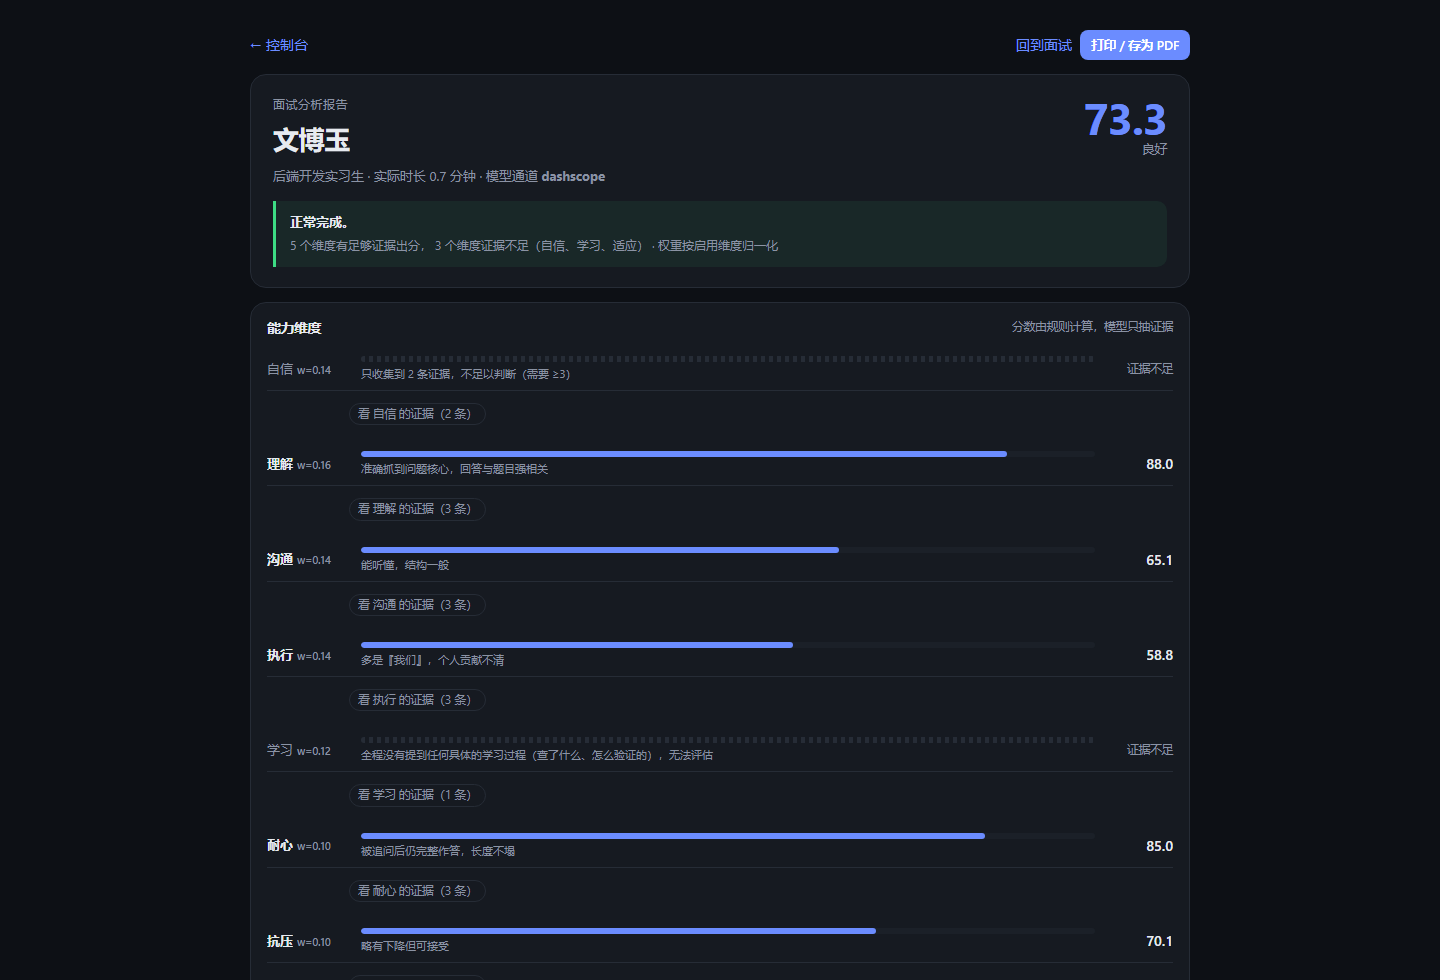 ← 控制台
回到面试
打印 / 存为 PDF
面试分析报告
文博玉
73.3
良好
后端开发实习生 · 实际时长 0.7 分钟 · 模型通道 dashscope
正常完成。
5 个维度有足够证据出分， 3 个维度证据不足（自信、学习、适应） · 权重按启用维度归一化
能力维度
分数由规则计算，模型只抽证据
自信 w=0.14
只收集到 2 条证据，不足以判断（需要 ≥3）
证据不足
看 自信 的证据（2 条）
理解 w=0.16
准确抓到问题核心，回答与题目强相关
88.0
看 理解 的证据（3 条）
沟通 w=0.14
能听懂，结构一般
65.1
看 沟通 的证据（3 条）
执行 w=0.14
多是『我们』，个人贡献不清
58.8
看 执行 的证据（3 条）
学习 w=0.12
全程没有提到任何具体的学习过程（查了什么、怎么验证的），无法评估
证据不足
看 学习 的证据（1 条）
耐心 w=0.10
被追问后仍完整作答，长度不塌
85.0
看 耐心 的证据（3 条）
抗压 w=0.10
略有下降但可接受
70.1